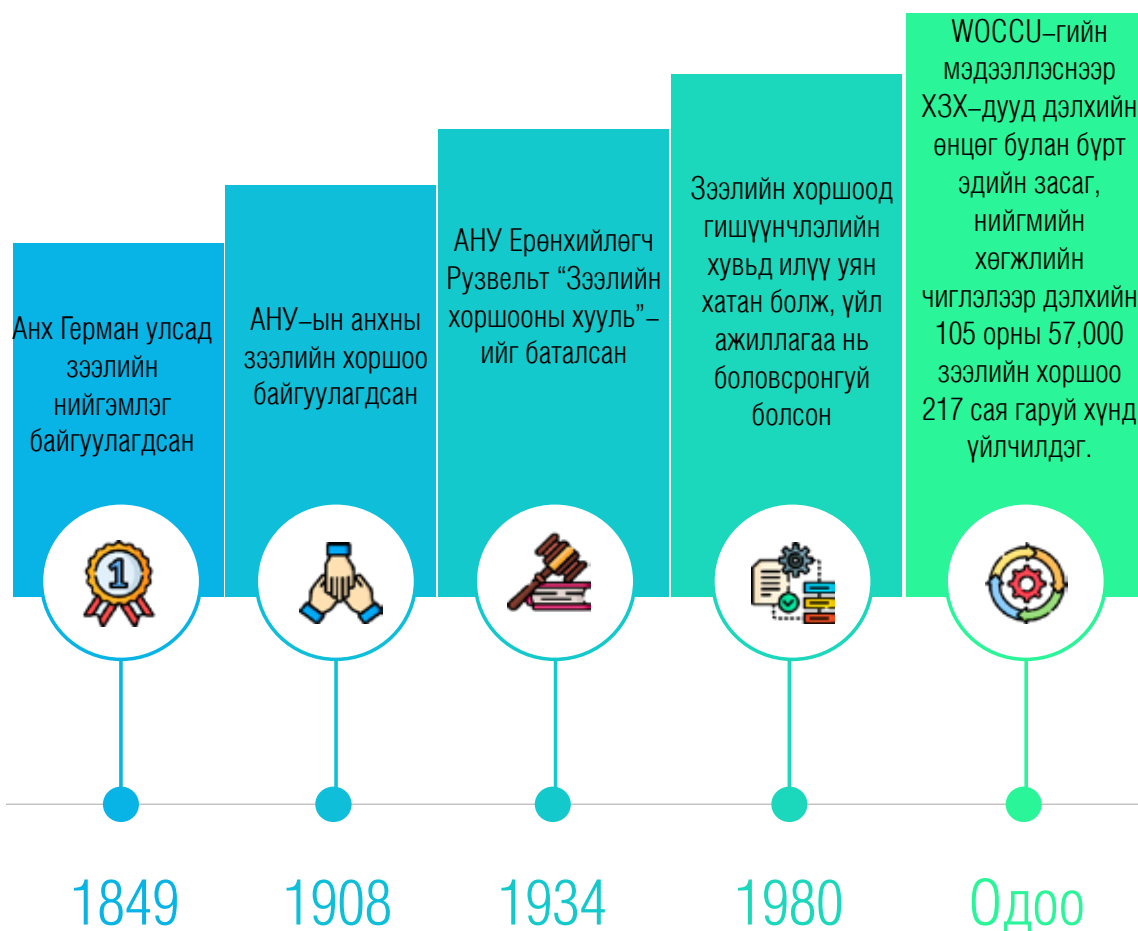 Анх Герман улсад
зээлийн
нийгэмлэг
байгуулагдсан
АНУ–ын анхны
зээлийн хоршоо
байгуулагдсан
АНУ Ерөнхийлөгч
Рузвельт “Зээлийн
хоршооны хууль”–
ийг баталсан
Зээлийн хоршоод
гишүүнчлэлийн
хувьд илүү уян
хатан болж, үйл
ажиллагаа нь
боловсронгуй
болсон
WOCCU–гийн
мэдээллэснээр
ХЗХ–дууд дэлхийн
өнцөг булан бүрт
эдийн засаг,
нийгмийн
хөгжлийн
чиглэлээр дэлхийн
105 орны 57,000
зээлийн хоршоо
217 сая гаруй хүнд
үйлчилдэг.
1
1849
1908
1934
1980
Одоо